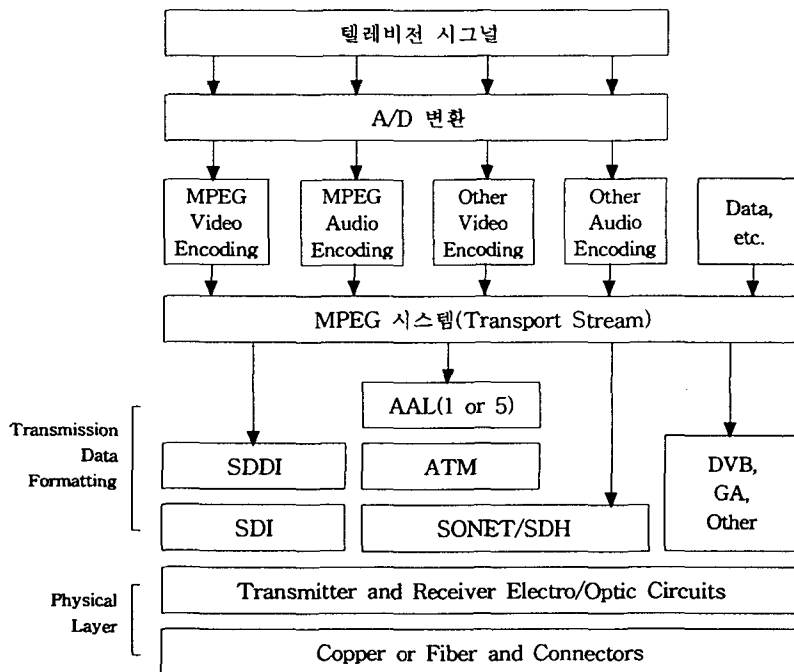 텔레비전 시그널
A/D 변환
MPEG
Video
Encoding
MPEG
Audio
Encoding
Other
Video
Encoding
Other
Audio
Encoding
Data,
etc.
MPEG 시스템(Transport Stream)
Transmission
Data
Formatting
AAL(1 or 5)
SDDI
ATM
DVB,
GA,
Other
SDI
SONET/SDH
Physical
Layer
Transmitter and Receiver Electro/Optic Circuits
Copper or Fiber and Connectors